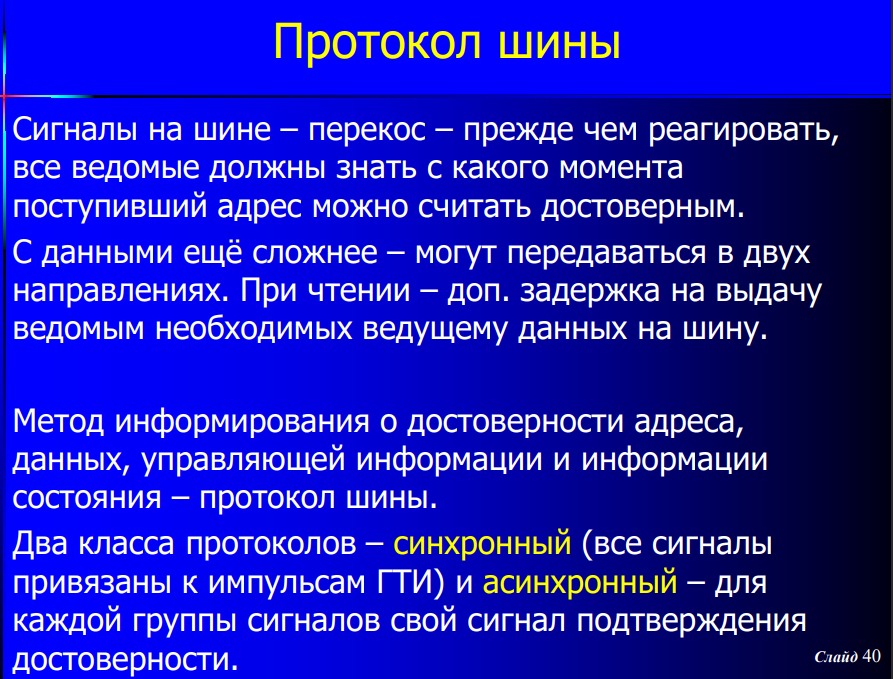 Протокол шины
Сигналы на шине – перекос – прежде чем реагировать,
все ведомые должны знать с какого момента
поступивший адрес можно считать достоверным.
С данными ещё сложнее – могут передаваться в двух
направлениях. При чтении – доп. задержка на выдачу
ведомым необходимых ведущему данных на шину.
Метод информирования о достоверности адреса,
данных, управляющей информации и информации
состояния – протокол шины.
Два класса протоколов – синхронный (все сигналы
привязаны к импульсам ГТИ) и асинхронный – для
каждой группы сигналов свой сигнал подтверждения
достоверности.
Слайд 40